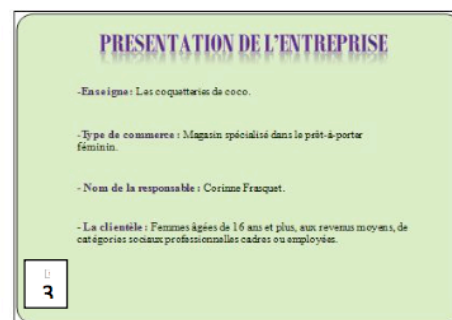 PRESENTATION DE L'ENTREPRISE
-Enseigne: Les coquetteries de coco.
-Type de commerce : Magasin spécialisé dans le prêt-à-porter
féminin.
- Nom de la responsable : Corinne Frasquet.
- La clientèle : Femmes âgées de 16 ans et plus, aux revenus moyens, de
catégories sociaux professionnelles cadres ou employées.
3